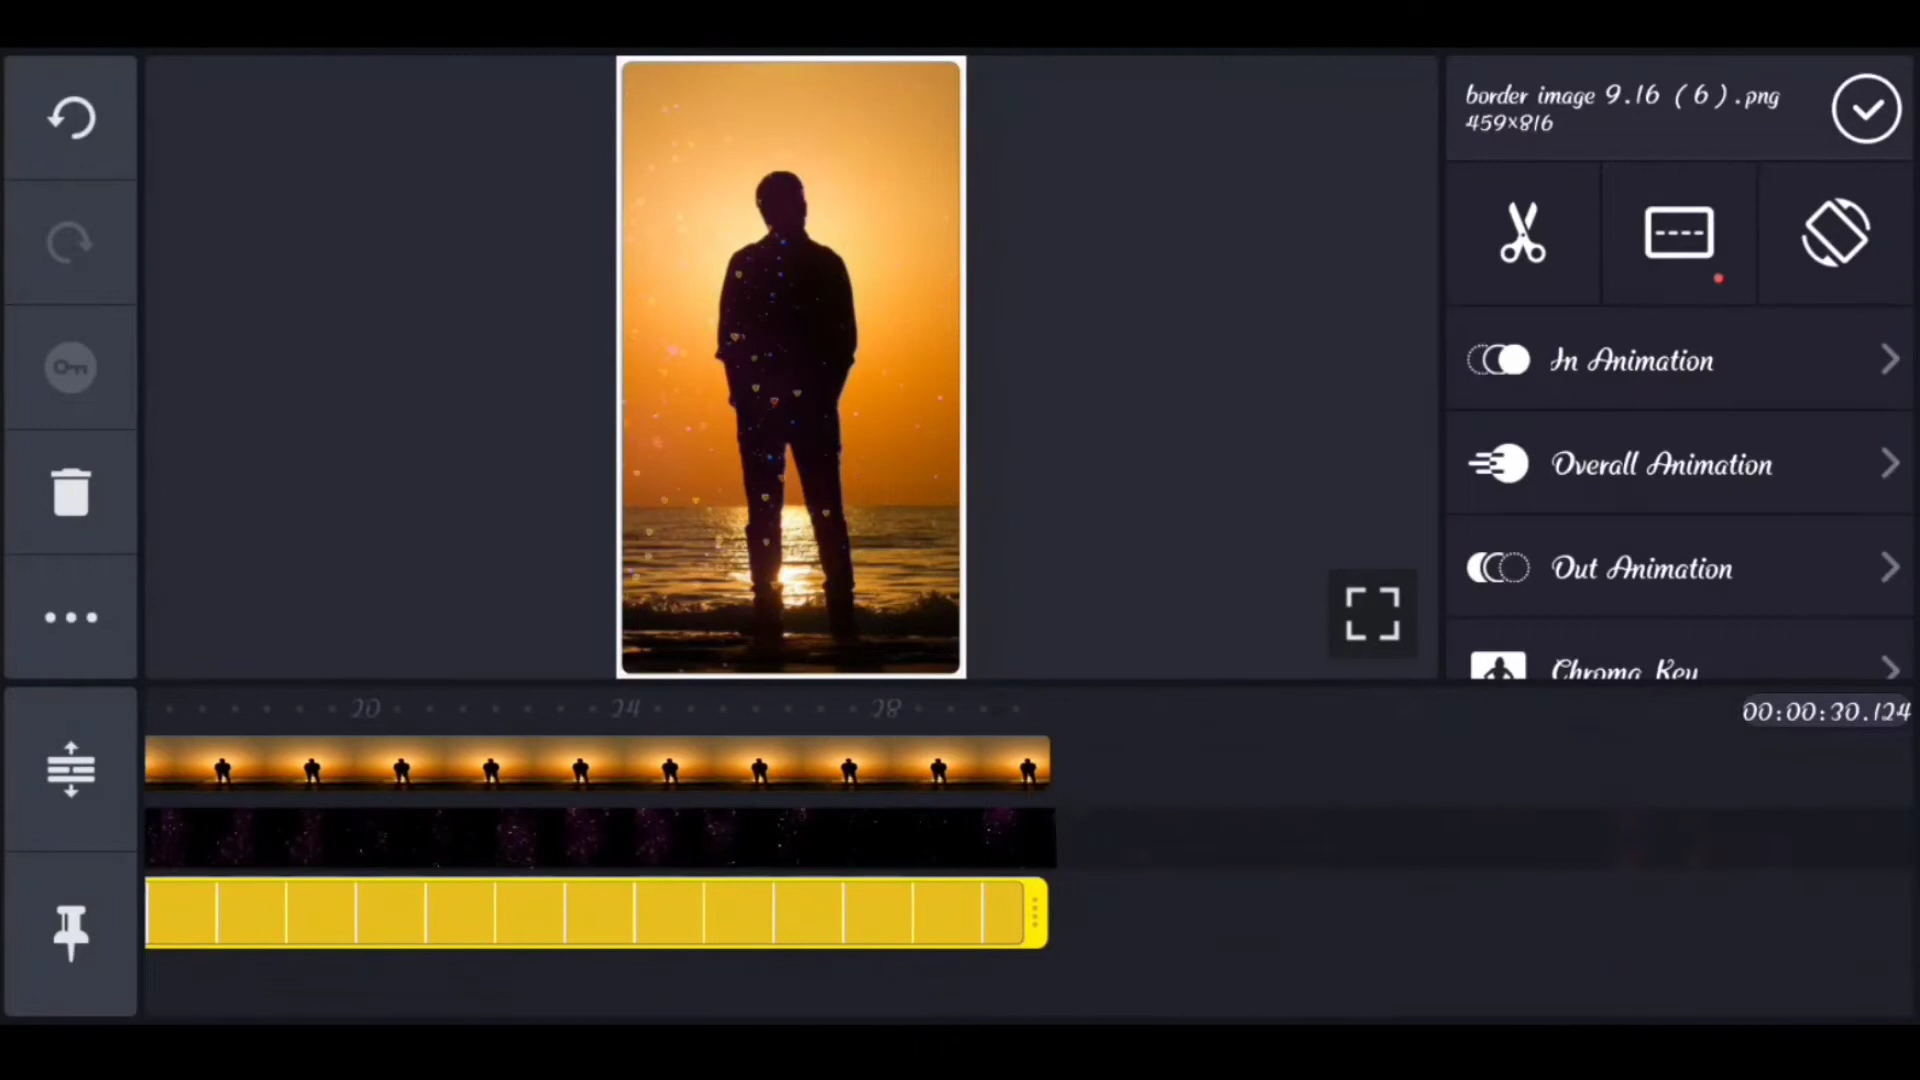 border image 9.16 ( 6 ).png
459×816
In Animation
Overall Animation
Out Animation
Chroma Key
20
24
28
00:00:30.124